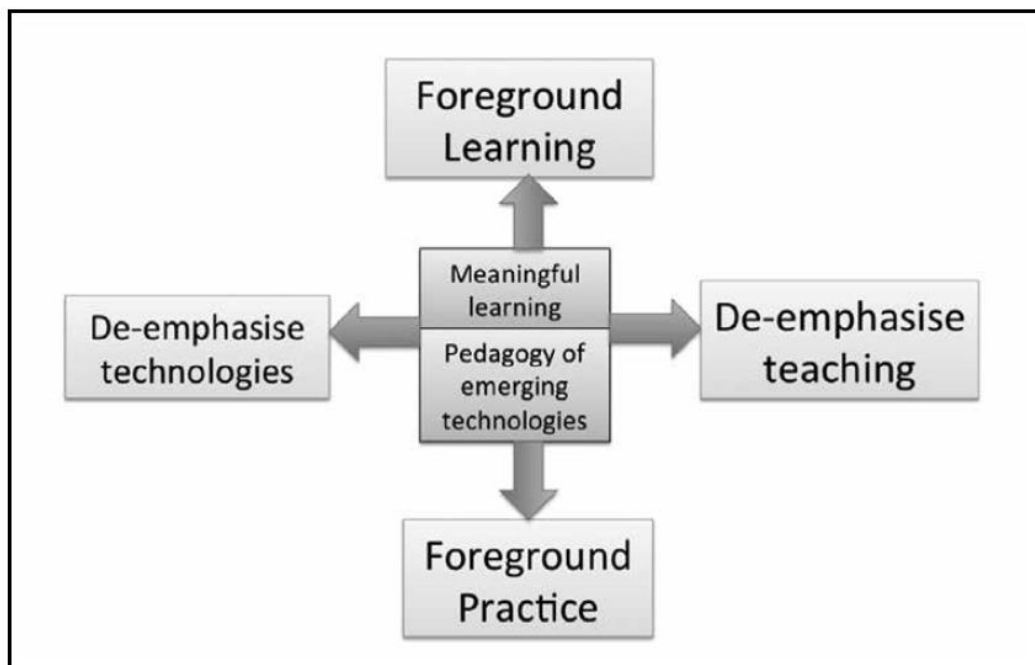 Foreground
Learning
Meaningful
learning
De-emphasise
technologies
De-emphasise
teaching
Pedagogy of
emerging
technologies
Foreground
Practice